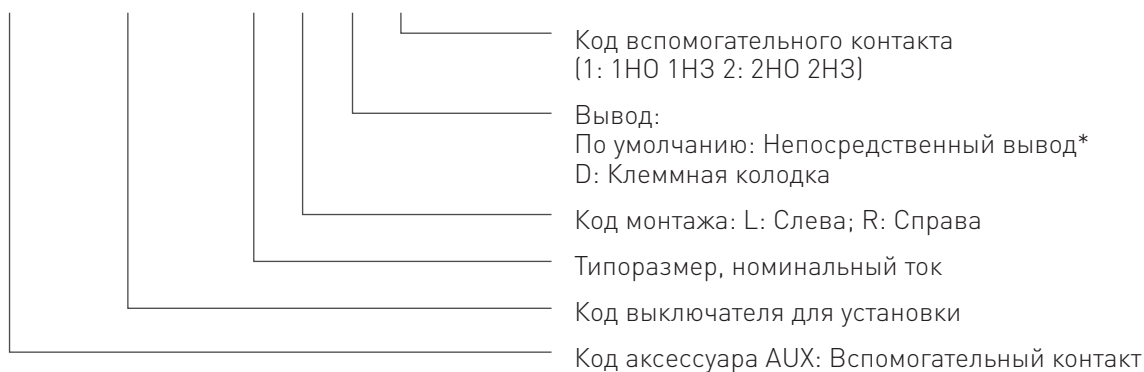 Код вспомогательного контакта
(1: 1НО 1НЗ 2: 2НО 2НЗ)
Вывод:
По умолчанию: Непосредственный вывод*
D: Клеммная колодка
Код монтажа: L: Слева; R: Справа
Типоразмер, номинальный ток
Код выключателя для установки
Код аксессуара AUX: Вспомогательный контакт